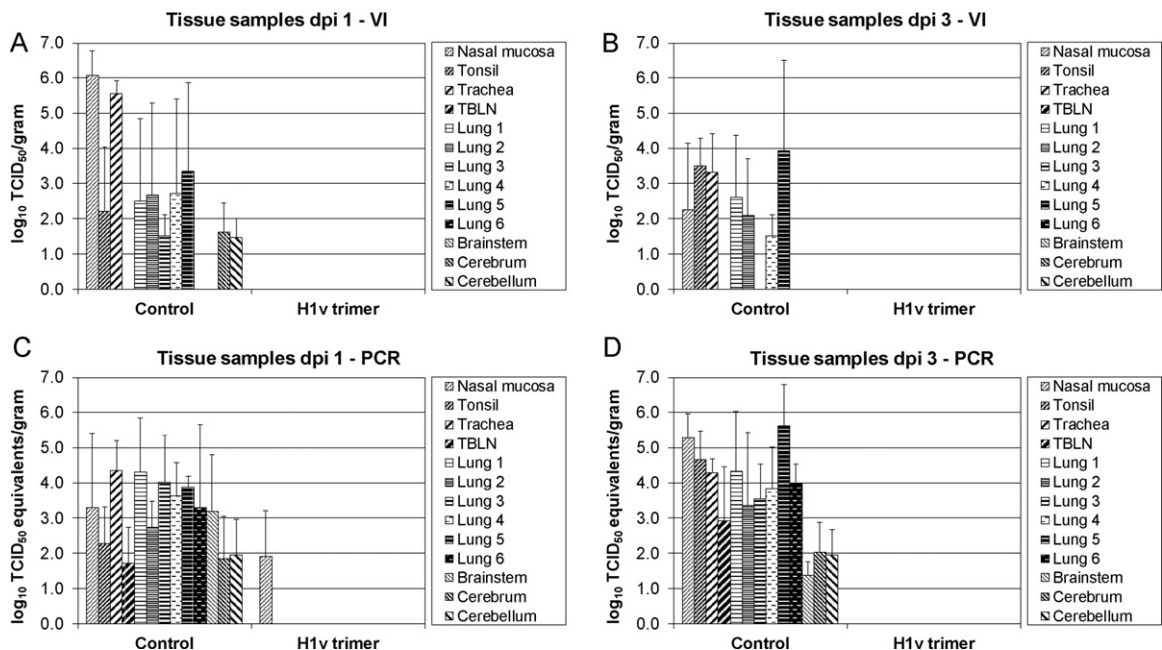 A
Tissue samples dpi 1 - VI
log10 TCID50/gram
7.0
6.0
5.0
4.0
3.0
2.0
1.0
0.0
Control
H1v trimer
Nasal mucosa
Tonsil
Trachea
TBLN
Lung 1
Lung 2
Lung 3
Lung 4
Lung 5
Lung 6
Brainstem
Cerebrum
Cerebellum
B
Tissue samples dpi 3 - VI
log10 TCID50/gram
7.0
6.0
5.0
4.0
3.0
2.0
1.0
0.0
Control
H1v trimer
Nasal mucosa
Tonsil
Trachea
TBLN
Lung 1
Lung 2
Lung 3
Lung 4
Lung 5
Lung 6
Brainstem
Cerebrum
Cerebellum
C
Tissue samples dpi 1 - PCR
log10 TCID50 equivalents/gram
7.0
6.0
5.0
4.0
3.0
2.0
1.0
0.0
Control
H1v trimer
Nasal mucosa
Tonsil
Trachea
TBLN
Lung 1
Lung 2
Lung 3
Lung 4
Lung 5
Lung 6
Brainstem
Cerebrum
Cerebellum
D
Tissue samples dpi 3 - PCR
log10 TCID50 equivalents/gram
7.0
6.0
5.0
4.0
3.0
2.0
1.0
0.0
Control
H1v trimer
Nasal mucosa
Tonsil
Trachea
TBLN
Lung 1
Lung 2
Lung 3
Lung 4
Lung 5
Lung 6
Brainstem
Cerebrum
Cerebellum